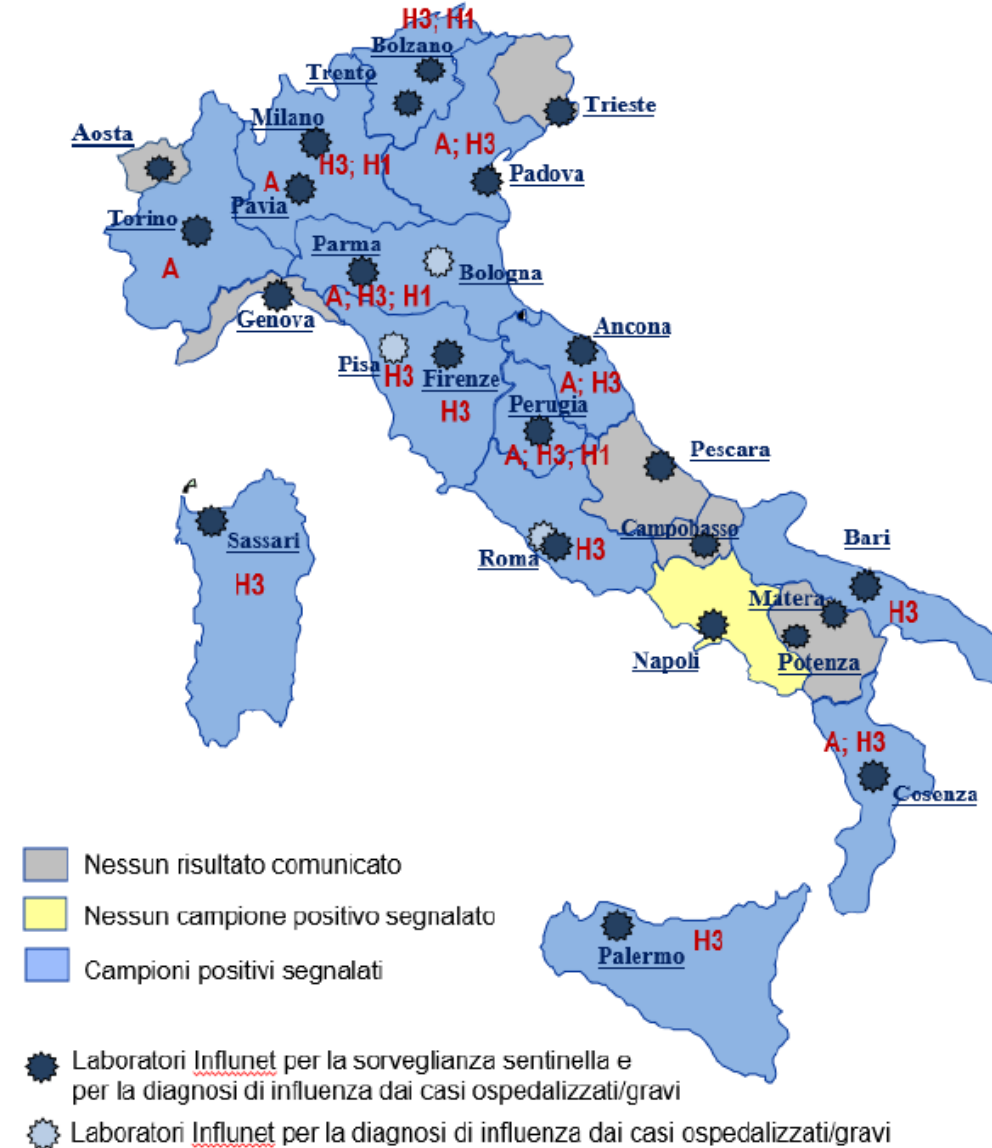 H3; H1
Bolzano
Trento
Trieste
Milano
Aosta
A; H3
H3; H1
Padova
A
Pavia
Torino
Parma
A
Bologna
A; H3; H1
Genova
Ancona
Pisa
H3
Firenze
A; H3
H3
Perugia
A; H3; H1
Pescara
Campobasso
Sassari
Bari
Roma
H3
H3
Matera
H3
Napoli
Potenza
A; H3
Cosenza
Nessun risultato comunicato
Nessun campione positivo segnalato
Campioni positivi segnalati
H3
Palermo
Laboratori Influnet per la sorveglianza sentinella e
per la diagnosi di influenza dai casi ospedalizzati/gravi
Laboratori Influnet per la diagnosi di influenza dai casi ospedalizzati/gravi